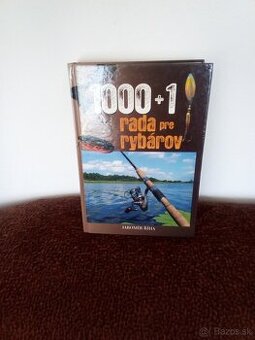 1000+1
rada pre
rybárov
JAROMÍR ŘÍHA
Bazos.sk